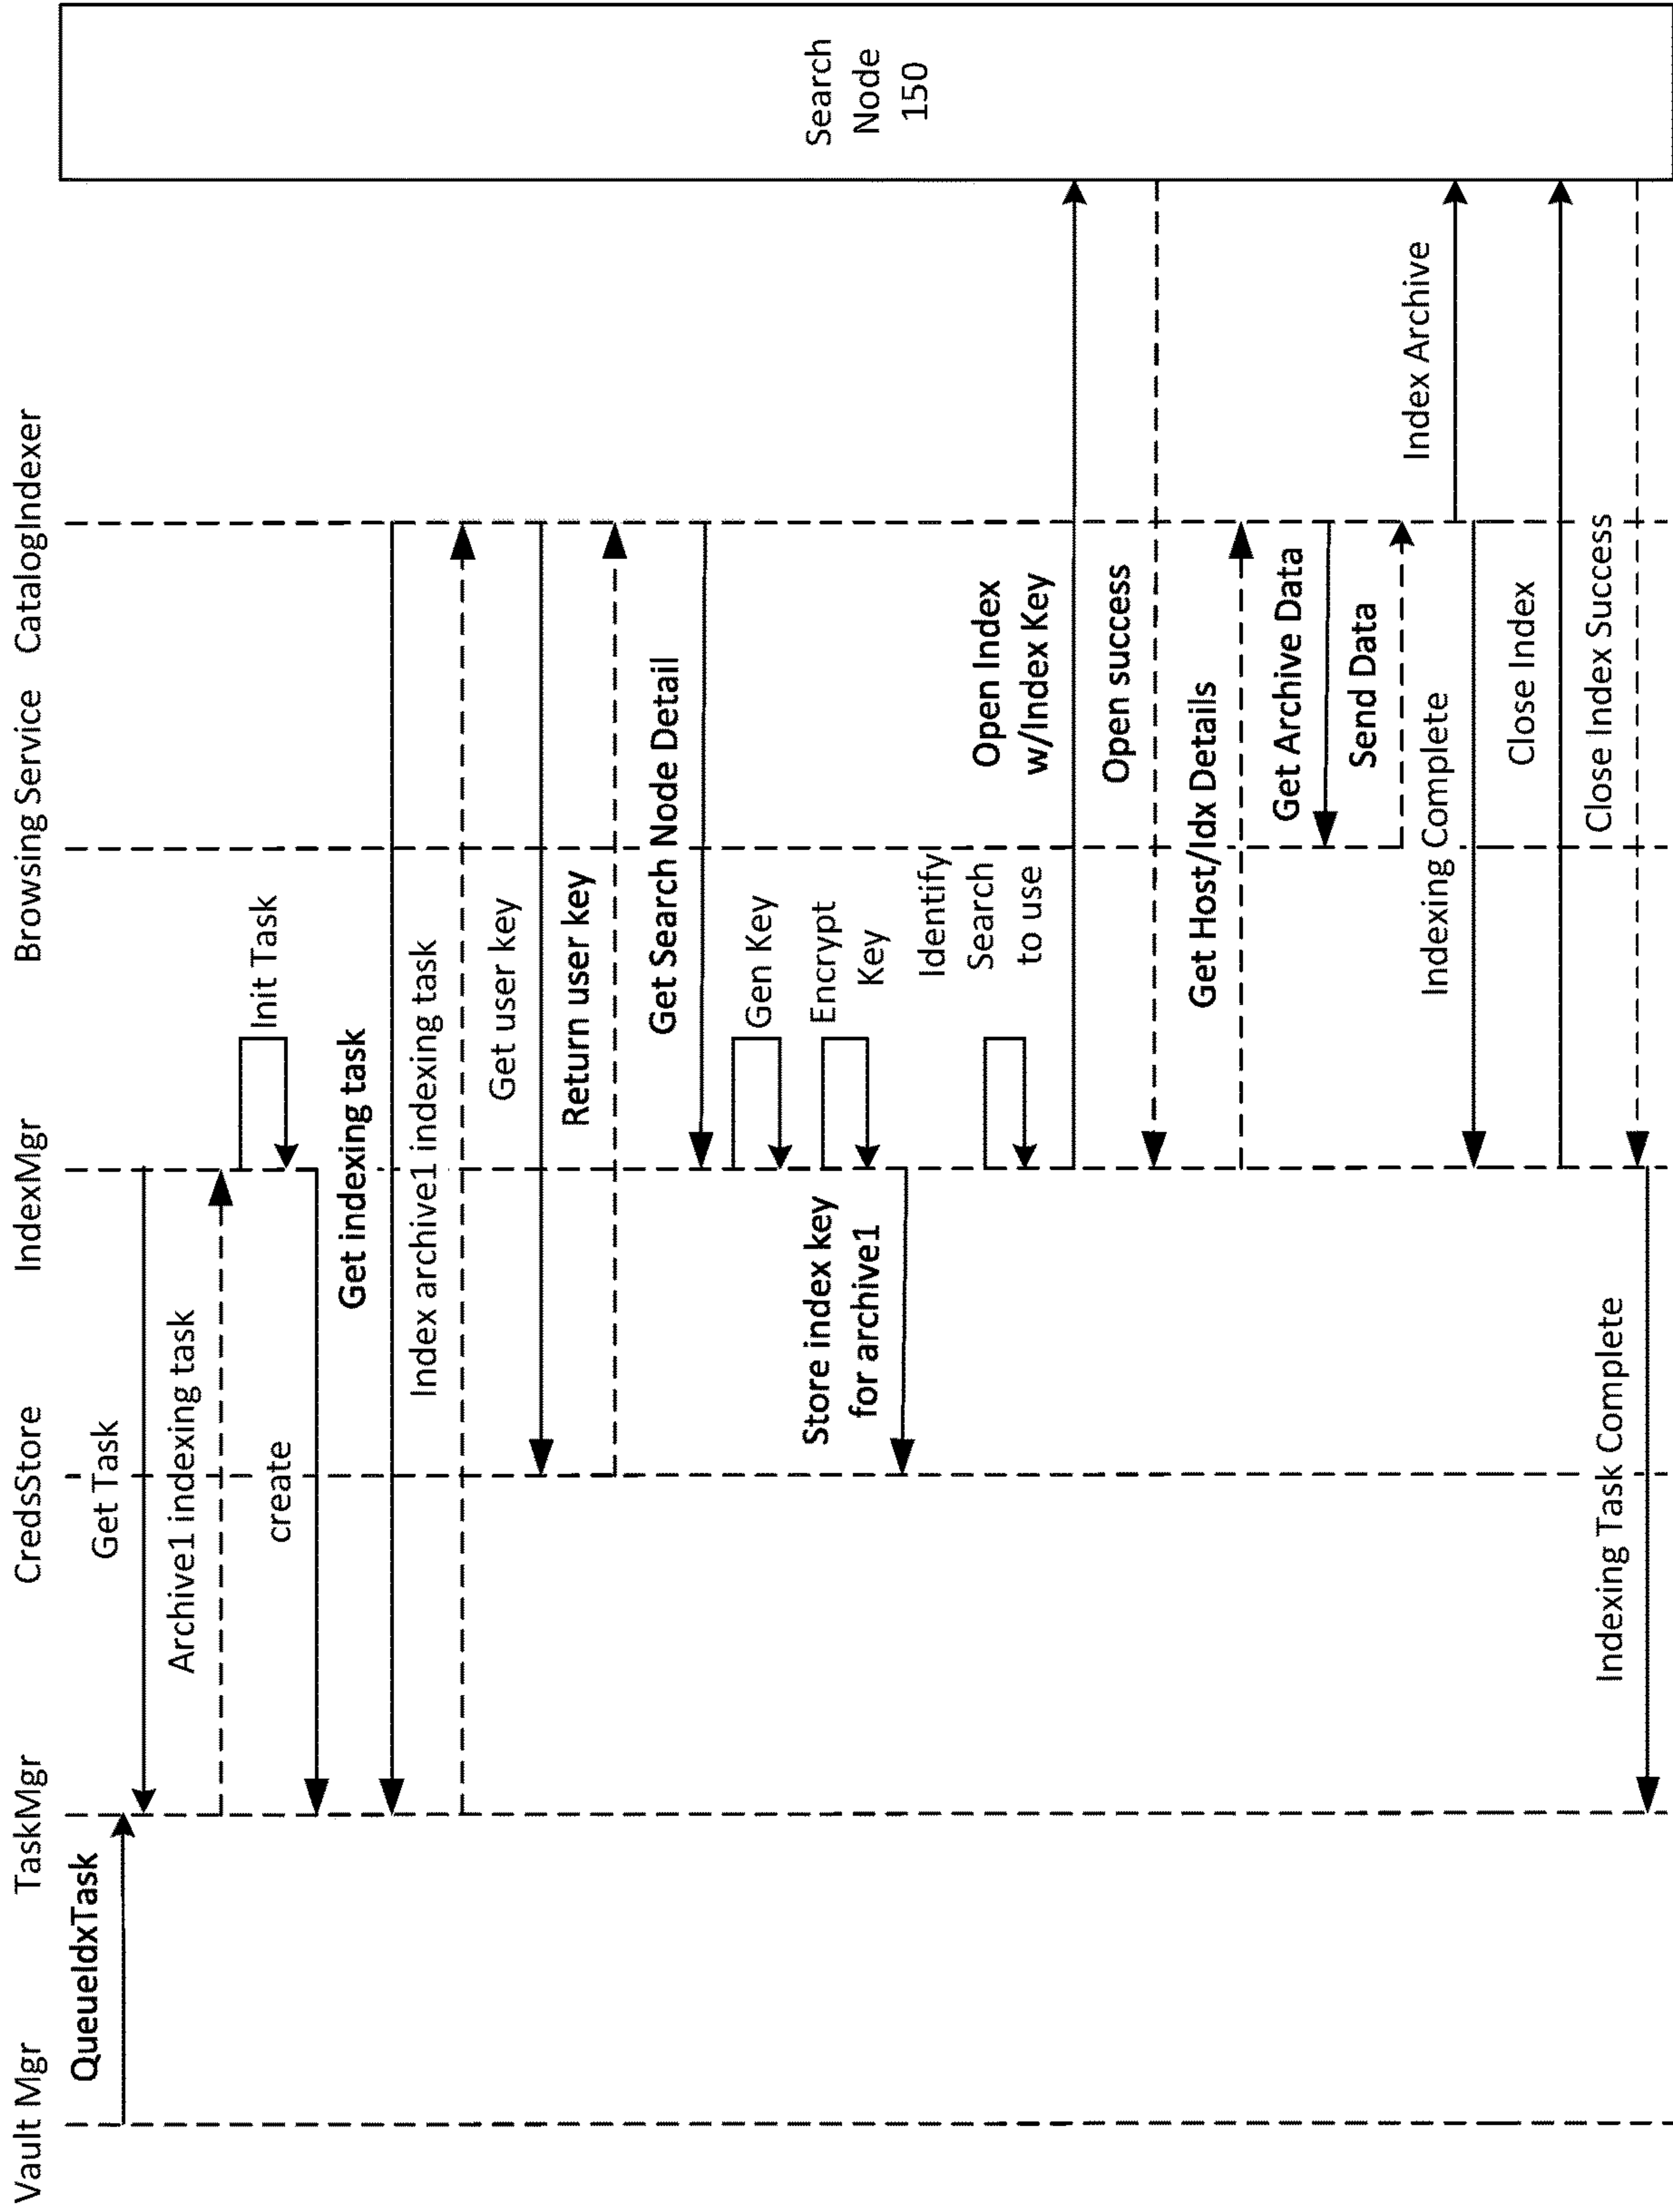 Vault Mgr
TaskMgr
CredsStore
IndexMgr
Browsing Service
CatalogIndexer
QueueIdxTask
Get Task
Archive1 indexing task
Init Task
create
Get indexing task
Index archive1 indexing task
Get user key
Return user key
Get Search Node Detail
Gen Key
Encrypt
Key
Store index key
for archive1
Identify
Search
to use
Open Index
w/Index Key
Open success
Get Host/Idx Details
Get Archive Data
Send Data
Index Archive
Indexing Complete
Close Index
Close Index Success
Indexing Task Complete
Search
Node
150